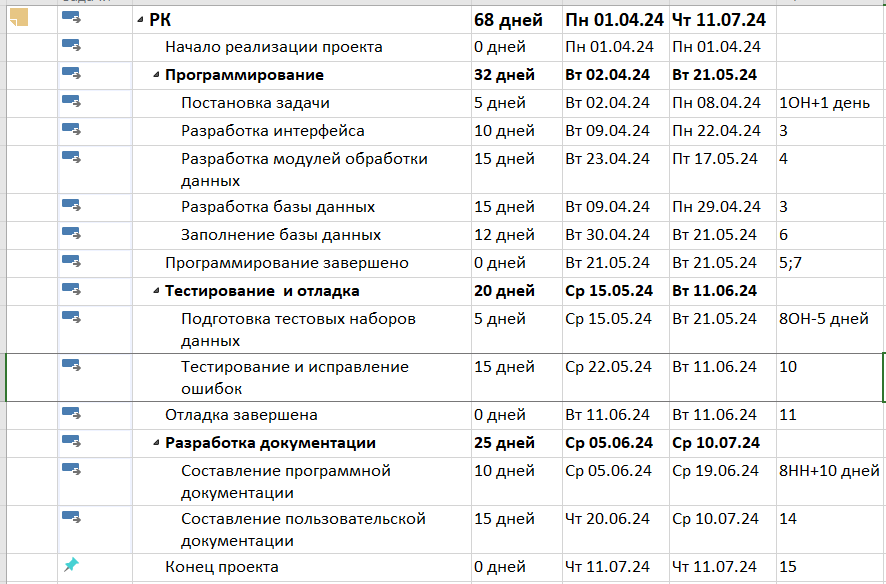 РК 68 дней Пн 01.04.24 Чт 11.07.24
Начало реализации проекта 0 дней Пн 01.04.24 Пн 01.04.24
Программирование 32 дней Вт 02.04.24 Вт 21.05.24
Постановка задачи 5 дней Вт 02.04.24 Пн 08.04.24 1ОН+1 день
Разработка интерфейса 10 дней Вт 09.04.24 Пн 22.04.24 3
Разработка модулей обработки 15 дней Вт 23.04.24 Пт 17.05.24 4
данных
Разработка базы данных 15 дней Вт 09.04.24 Пн 29.04.24 3
Заполнение базы данных 12 дней Вт 30.04.24 Вт 21.05.24 6
Программирование завершено 0 дней Вт 21.05.24 Вт 21.05.24 5;7
Тестирование и отладка 20 дней Ср 15.05.24 Вт 11.06.24
Подготовка тестовых наборов 5 дней Ср 15.05.24 Вт 21.05.24 8ОН-5 дней
данных
Тестирование и исправление 15 дней Ср 22.05.24 Вт 11.06.24 10
ошибок
Отладка завершена 0 дней Вт 11.06.24 Вт 11.06.24 11
Разработка документации 25 дней Ср 05.06.24 Ср 10.07.24
Составление программной 10 дней Ср 05.06.24 Ср 19.06.24 8НН+10 дней
документации
Составление пользовательской 15 дней Чт 20.06.24 Ср 10.07.24 14
документации
Конец проекта 0 дней Чт 11.07.24 Чт 11.07.24 15